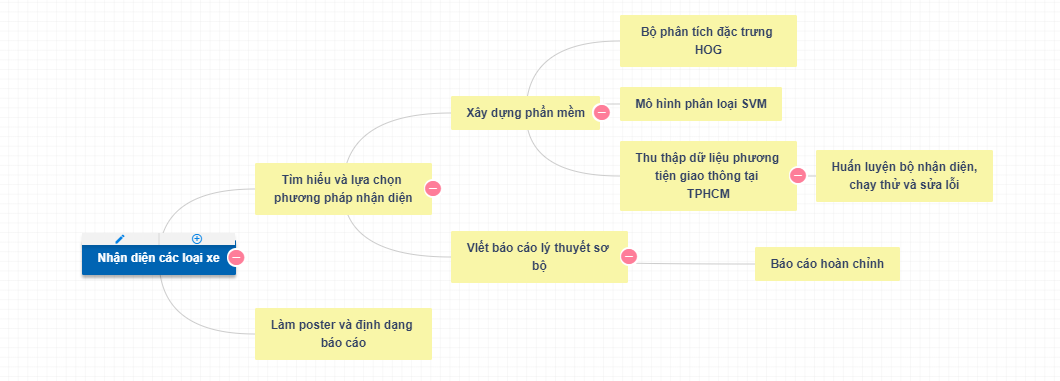 Bộ phân tích đặc trưng
HOG
Xây dựng phần mềm
Mô hình phân loại SVM
Tìm hiểu và lựa chọn
phương pháp nhận diện
Thu thập dữ liệu phương
tiện giao thông tại
TPHCM
Huấn luyện bộ nhận diện,
chạy thử và sửa lỗi
Nhận diện các loại xe
Viết báo cáo lý thuyết sơ
bộ
Báo cáo hoàn chỉnh
Làm poster và định dạng
báo cáo